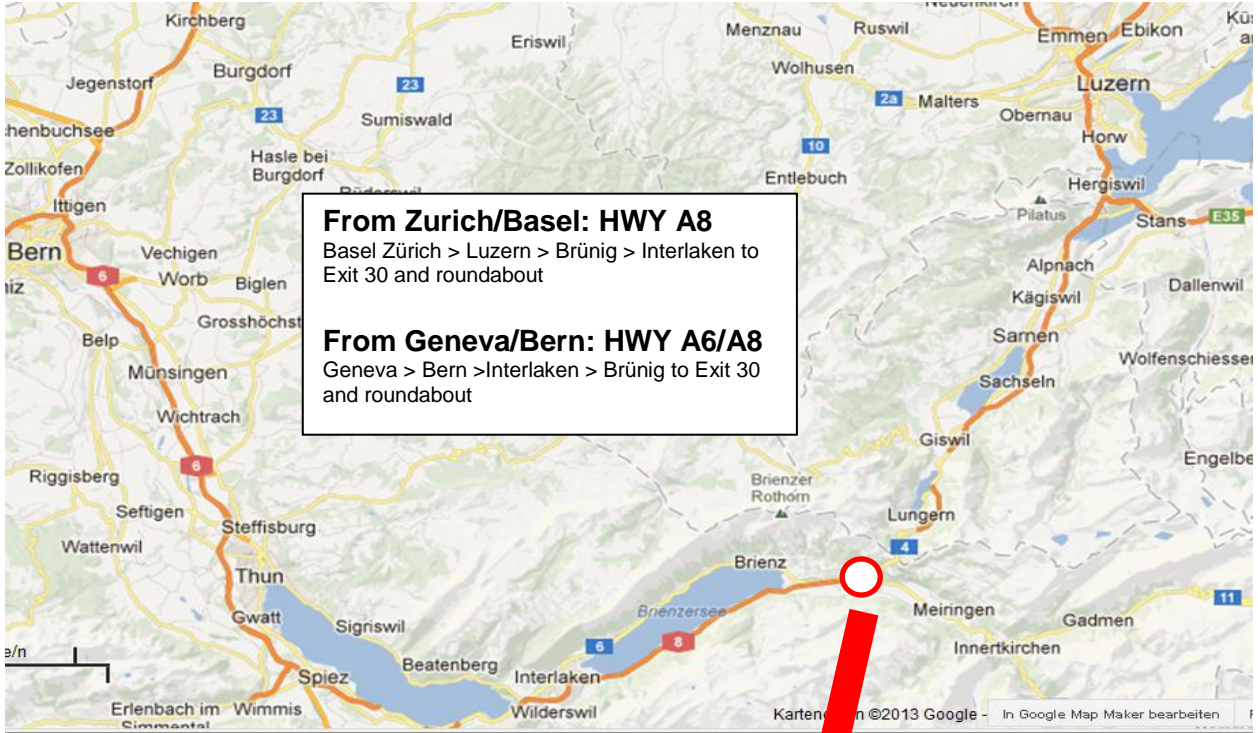 Kirchberg
Menznau
Ruswil
Emmen
Ebikon
Eriswil
Jegenstorf
Burgdorf
Wolhusen
Luzern
23
2a
Malters
Obernau
23
Sumiswald
Horw
Zollikofen
Hasle bei
Burgdorf
10
Entlebuch
Hergiswil
Ittigen
Pilatus
Stans
E35
Bern
Vechigen
6
Worb
Biglen
Alpnach
Dallenwil
Kägiswil
Belp
Sarnen
Münsingen
Sachseln
Wichtrach
Giswil
From Zurich/Basel: HWY A8
Basel Zürich > Luzern > Brünig > Interlaken to
Exit 30 and roundabout
From Geneva/Bern: HWY A6/A8
Geneva > Bern >Interlaken > Brünig to Exit 30
and roundabout
6
Riggisberg
Brienzer
Rothorn
Seftigen
Steffisburg
Lungern
Wattenwil
4
Thun
Brienz
Gwatt
Sigriswil
Brienzersee
Meiringen
Gadmen
11
6
8
Innertkirchen
Beatenberg
Interlaken
Spiez
Erlenbach im
Simmental
Wimmis
Wilderswil
©2013 Google -
In Google Map Maker bearbeiten